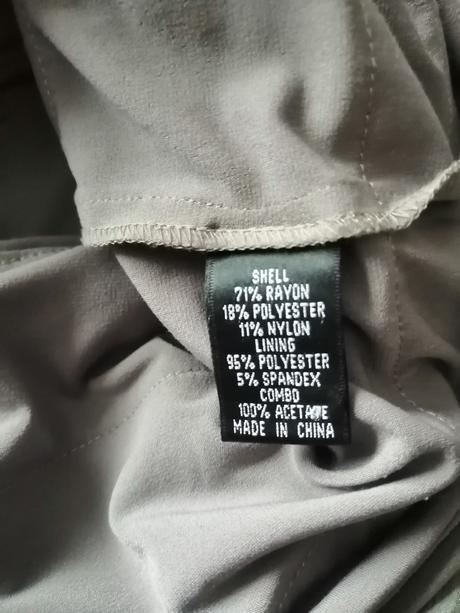 SHELL
71% RAYON
18% POLYESTER
11% NYLON
LINING
95% POLYESTER
5% SPANDEX
COMBO
100% ACETATE
MADE IN CHINA